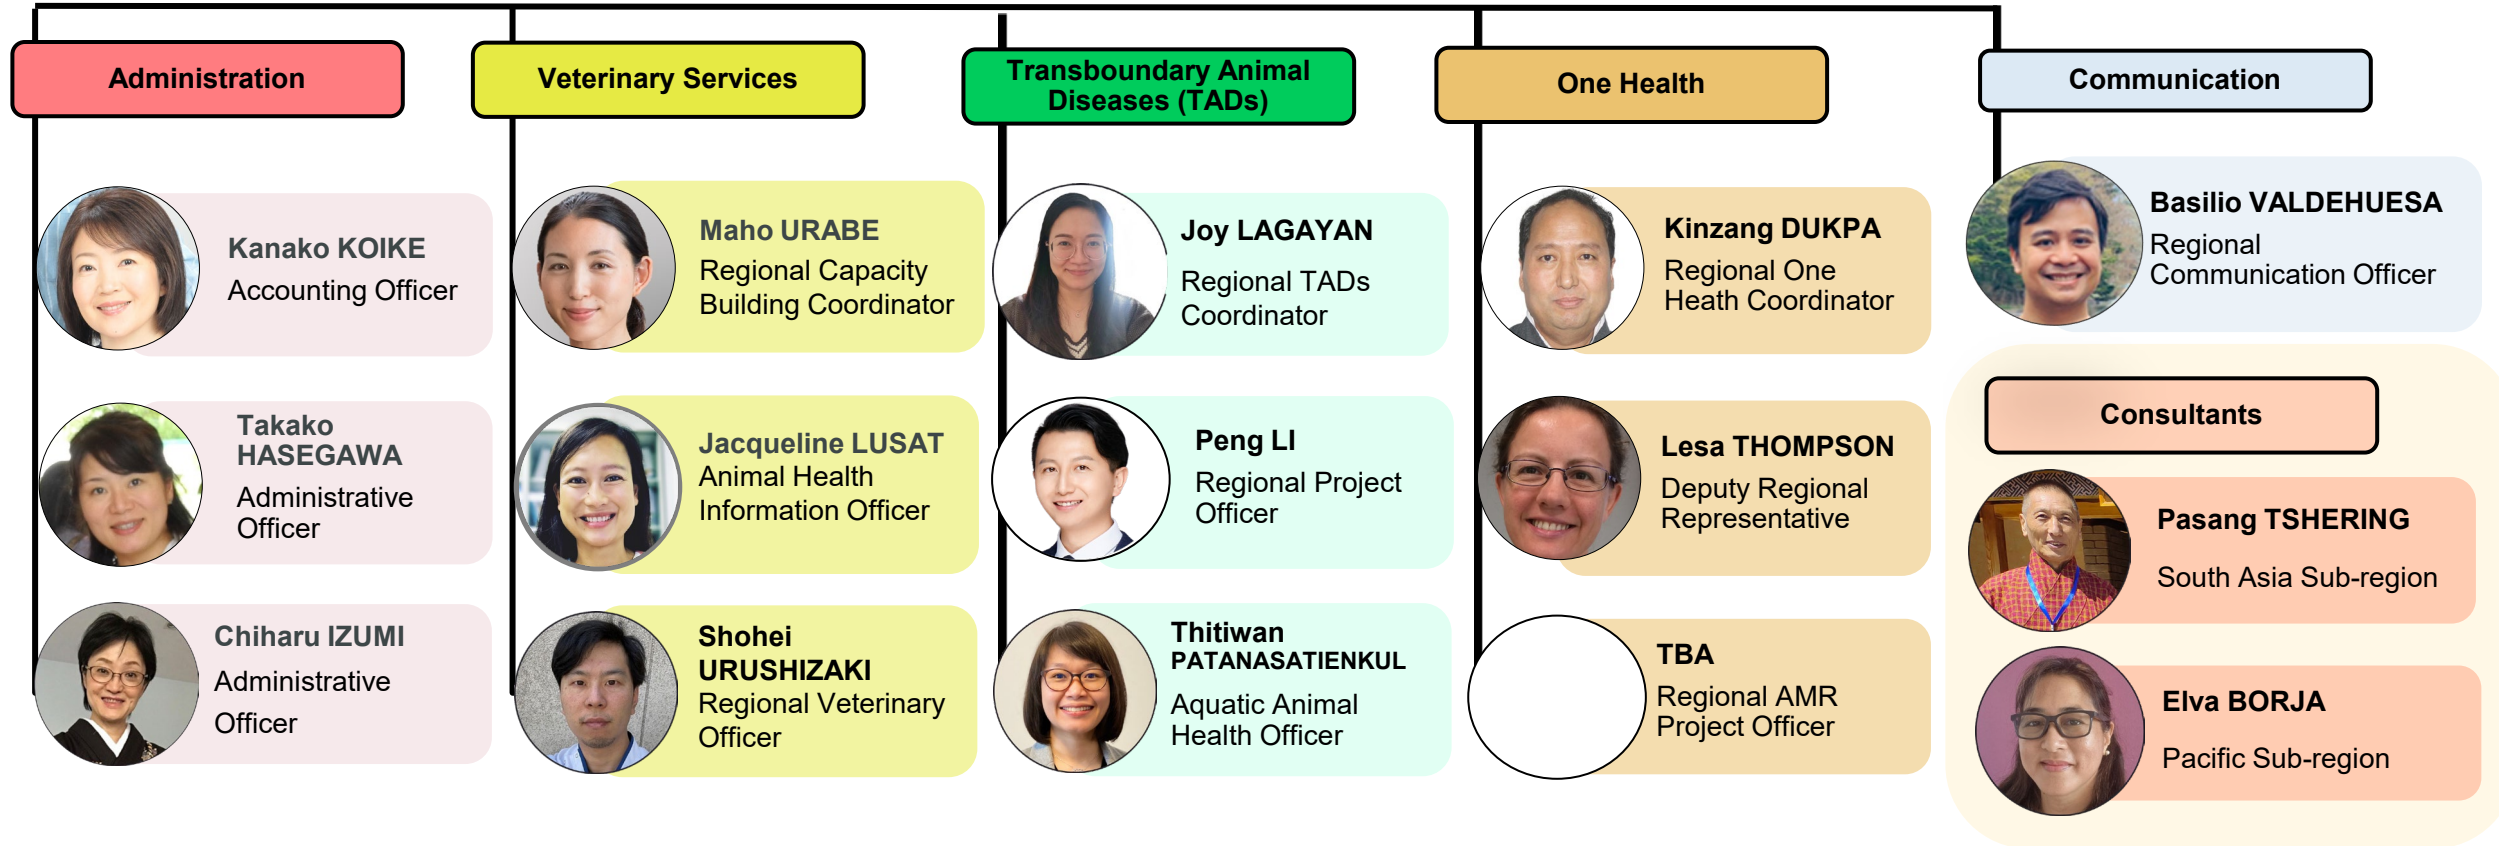 Administration
Kanako KOIKE
Accounting Officer
Takako
HASEGAWA
Administrative
Officer
Chiharu IZUMI
Administrative
Officer
Veterinary Services
Maho URABE
Regional Capacity
Building Coordinator
Jacqueline LUSAT
Animal Health
Information Officer
Shohei
URUSHIZAKI
Regional Veterinary
Officer
Transboundary Animal
Diseases (TADs)
Joy LAGAYAN
Regional TADs
Coordinator
Peng LI
Regional Project
Officer
Thitiwan
PATANASATIENKUL
Aquatic Animal
Health Officer
One Health
Kinzang DUKPA
Regional One
Heath Coordinator
Lesa THOMPSON
Deputy Regional
Representative
TBA
Regional AMR
Project Officer
Communication
Basilio VALDEHUESA
Regional
Communication Officer
Consultants
Pasang TSHERING
South Asia Sub-region
Elva BORJA
Pacific Sub-region